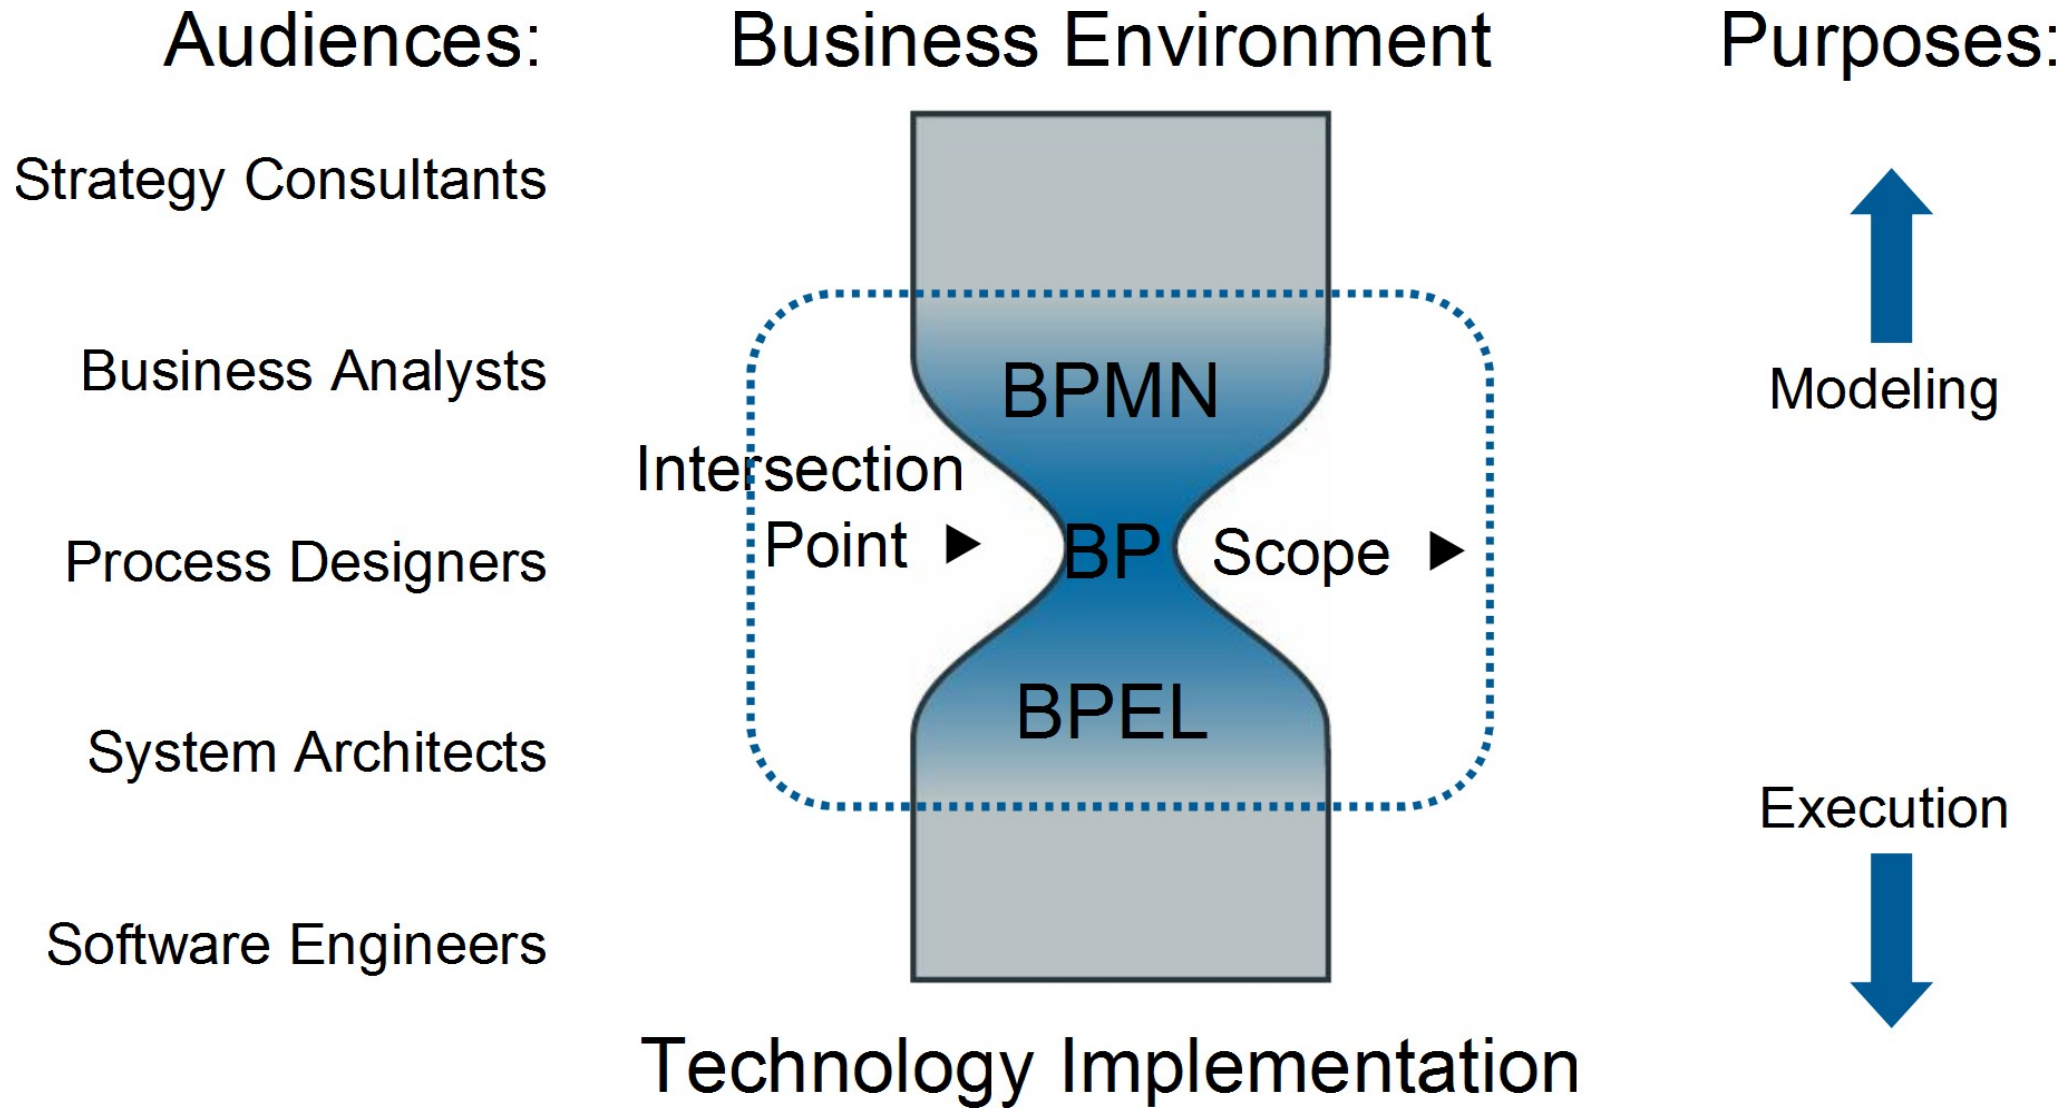 Audiences:
Business Environment
Purposes:
Strategy Consultants
Business Analysts
Process Designers
System Architects
Software Engineers
BPMN
Intersection
Point ►
BP
Scope ►
BPEL
Modeling
Execution
Technology Implementation